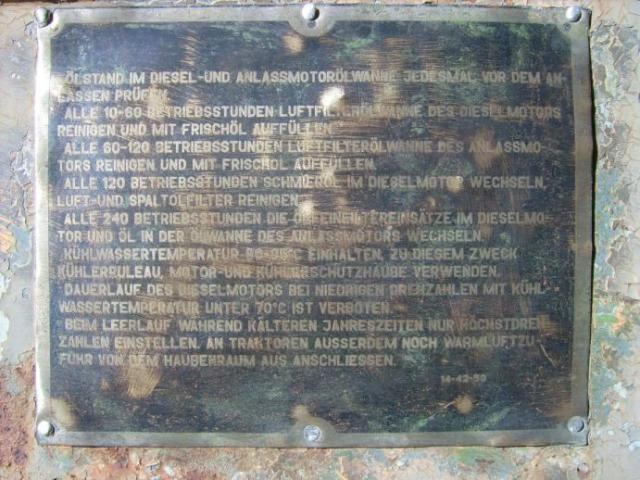 ÖLSTAND IM DIESEL-UND ANLASSMOTORÖLWANNE JEDESMAL VOR DEM AN-
LASSEN PRÜFEN
ALLE 10-60 BETRIEBSSTUNDEN LUFTFILTERÖLWANNE DES DIESELMOTORS
REINIGEN UND MIT FRISCHÖL AUFFÜLLEN
ALLE 60-120 BETRIEBSSTUNDEN LUFTFILTERÖLWANNE DES ANLASSMO-
TORS REINIGEN UND MIT FRISCHÖL AUFFÜLLEN
ALLE 120 BETRIEBSSTUNDEN SCHMIERÖL IM DIESELMOTOR WECHSELN,
LUFT-UND SPALTÖLFILTER REINIGEN
ALLE 240 BETRIEBSSTUNDEN DIE IM DIESELMO-
TOR UND ÖL IN DER ÖLWANNE DES ANLASSMOTORS WECHSELN.
KÜHLWASSERTEMPERATUR EINHALTEN, ZU DIESEM ZWECK
KÜHLERRULEAU, MOTOR-UND KÜHLERSCHUTZHAUBE VERWENDEN.
DAUERLAUF DES DIESELMOTORS BEI NIEDRIGEN DREHZAHLEN MIT KÜHL-
WASSERTEMPERATUR UNTER 70°C IST VERBOTEN.
BEIM LEERLAUF WÄHREND KÄLTEREN JAHRESZEITEN NUR HÖCHSTDREH-
ZAHLEN EINSTELLEN, AN TRAKTOREN AUSSERDEM NOCH WARMLUFTZU-
FUHR VON DEM HAUBENRAUM AUS ANSCHLIESSEN.
14-42-50